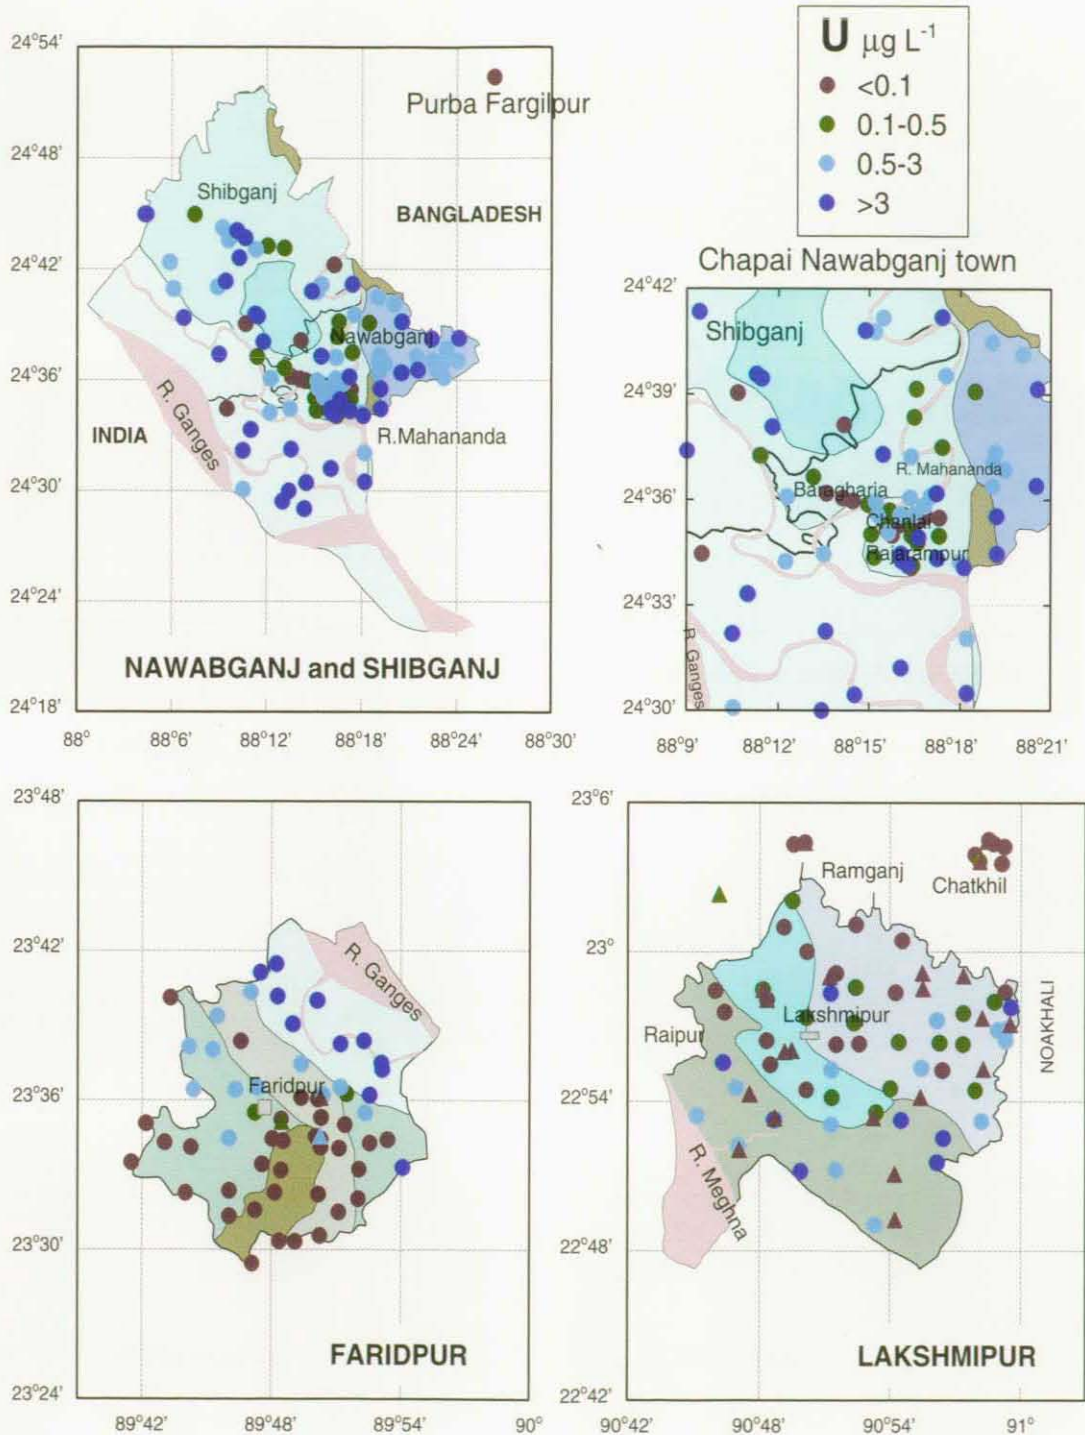 U µg L⁻¹
<0.1
0.1-0.5
0.5-3
>3
24°54'
24°48'
24°42'
24°36'
24°30'
24°24'
24°18'
88°
88°6'
88°12'
88°18'
88°24'
88°30'
Purba Fargilpur
Shibganj
BANGLADESH
Nawabganj
R. Ganges
INDIA
R.Mahananda
NAWABGANJ and SHIBGANJ
Chapai Nawabganj town
24°42'
24°39'
24°36'
24°33'
24°30'
88°9'
88°12'
88°15'
88°18'
88°21'
Shibganj
R. Mahananda
Baragharia
Chanlai
Rajarampur
R. Ganges
23°48'
23°42'
23°36'
23°30'
23°24'
89°42'
89°48'
89°54'
90°
R. Ganges
Faridpur
FARIDPUR
23°6'
23°
22°54'
22°48'
22°42'
90°42'
90°48'
90°54'
91°
Ramganj
Chatkhil
Lakshmipur
Raipur
NOAKHALI
R. Meghna
LAKSHMIPUR